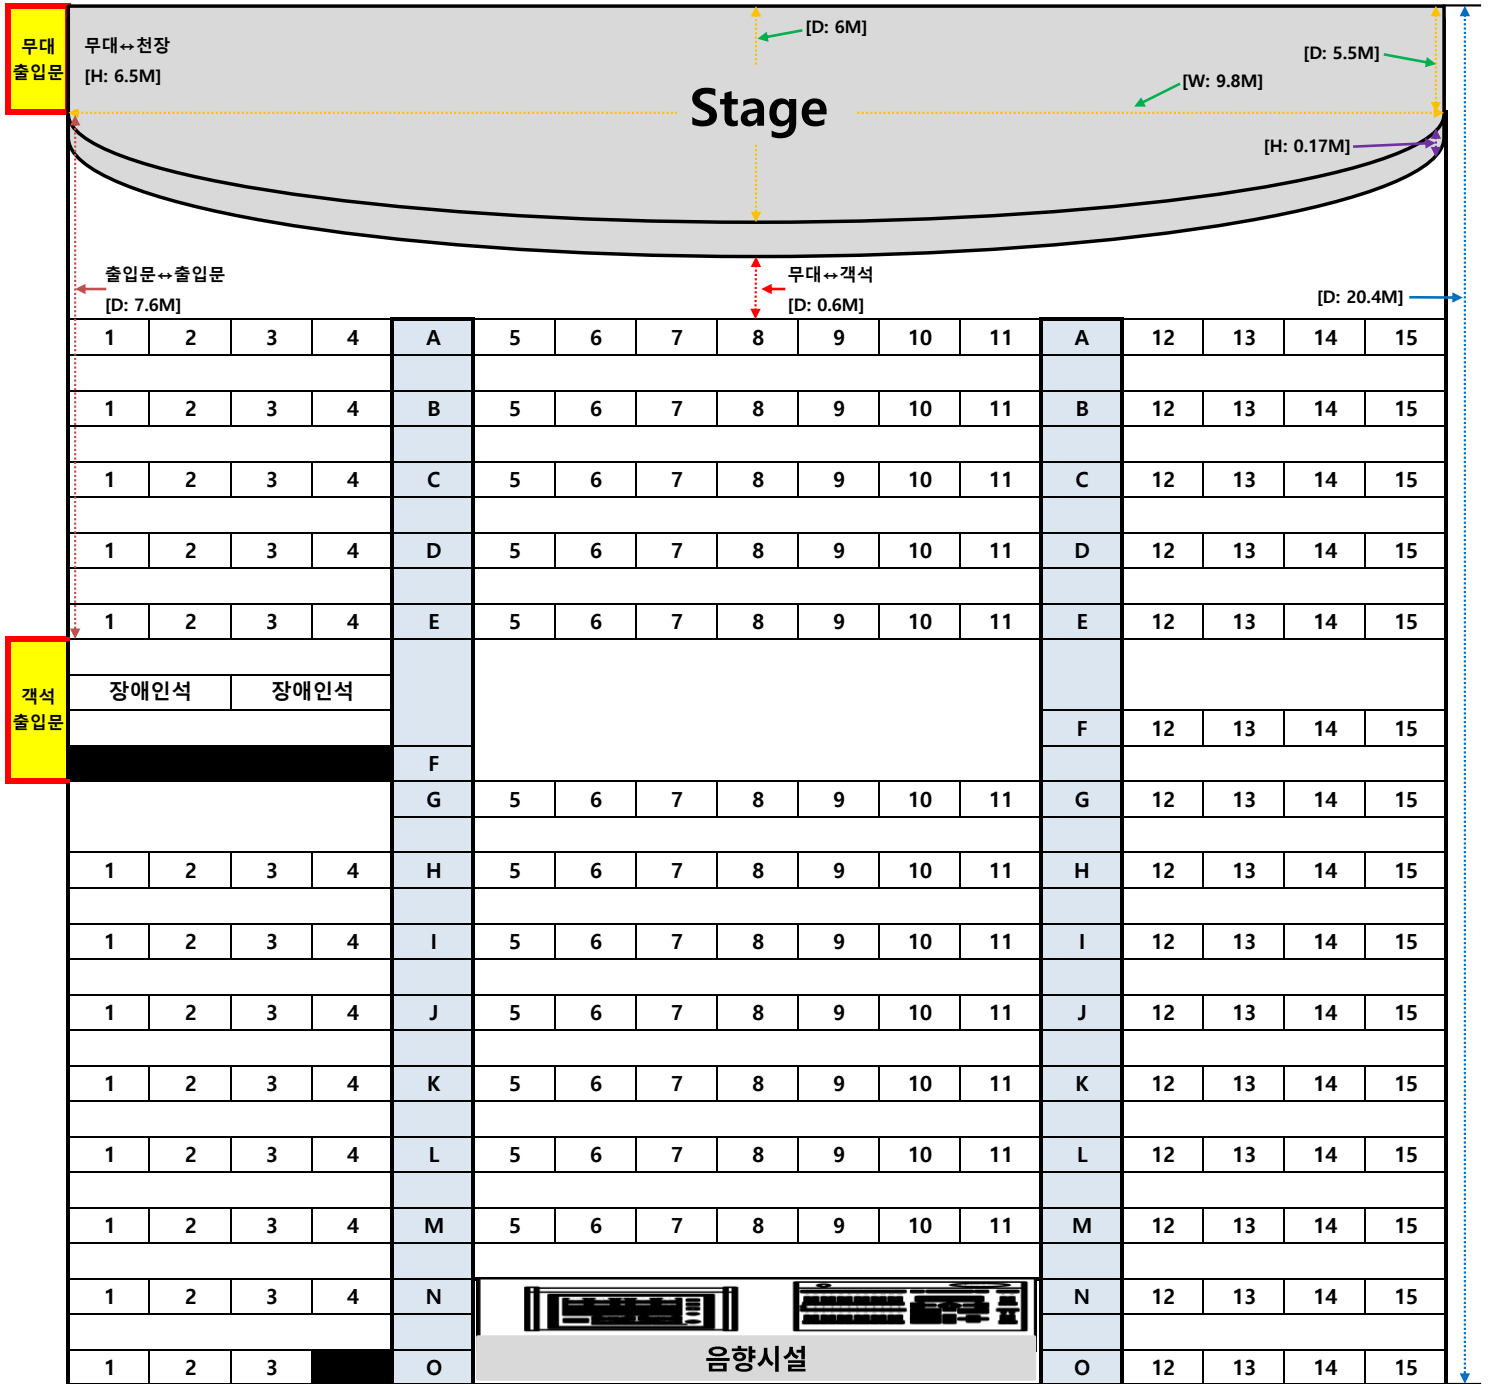 무대
출입문
무대↔천장
[H: 6.5M]
[D: 6M]
[D: 5.5M]
[W: 9.8M]
Stage
[H: 0.17M]
출입문↔출입문
[D: 7.6M]
무대↔객석
[D: 0.6M]
[D: 20.4M]
1 2 3 4 A 5 6 7 8 9 10 11 A 12 13 14 15
1 2 3 4 B 5 6 7 8 9 10 11 B 12 13 14 15
1 2 3 4 C 5 6 7 8 9 10 11 C 12 13 14 15
1 2 3 4 D 5 6 7 8 9 10 11 D 12 13 14 15
1 2 3 4 E 5 6 7 8 9 10 11 E 12 13 14 15
객석
출입문
장애인석 장애인석
F 12 13 14 15
F
G 5 6 7 8 9 10 11 G 12 13 14 15
1 2 3 4 H 5 6 7 8 9 10 11 H 12 13 14 15
1 2 3 4 I 5 6 7 8 9 10 11 I 12 13 14 15
1 2 3 4 J 5 6 7 8 9 10 11 J 12 13 14 15
1 2 3 4 K 5 6 7 8 9 10 11 K 12 13 14 15
1 2 3 4 L 5 6 7 8 9 10 11 L 12 13 14 15
1 2 3 4 M 5 6 7 8 9 10 11 M 12 13 14 15
1 2 3 4 N N 12 13 14 15
음향시설
1 2 3 O O 12 13 14 15